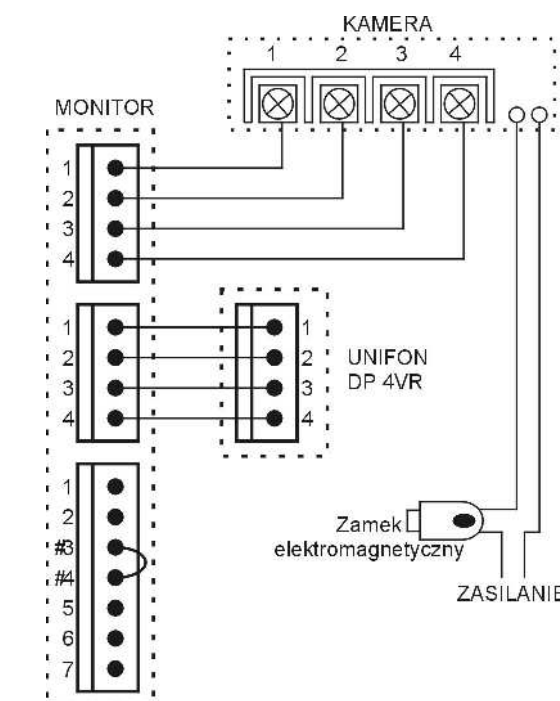 KAMERA
1 2 3 4
MONITOR
1
2
3
4
1
2
3
4
1
2
3
4
UNIFON
DP 4VR
1
2
#3
#4
5
6
7
Zamek
elektromagnetyczny
ZASILANIE